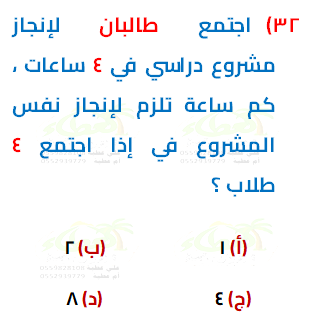 ٣٢) اجتمع طالبان لإنجاز
مشروع دراسي في ٤ ساعات ،
كم ساعة تلزم لإنجاز نفس
المشروع في إذا اجتمع ٤
طلاب ؟
(أ) ١ (ب) ٢
(ج) ٤ (د) ٨